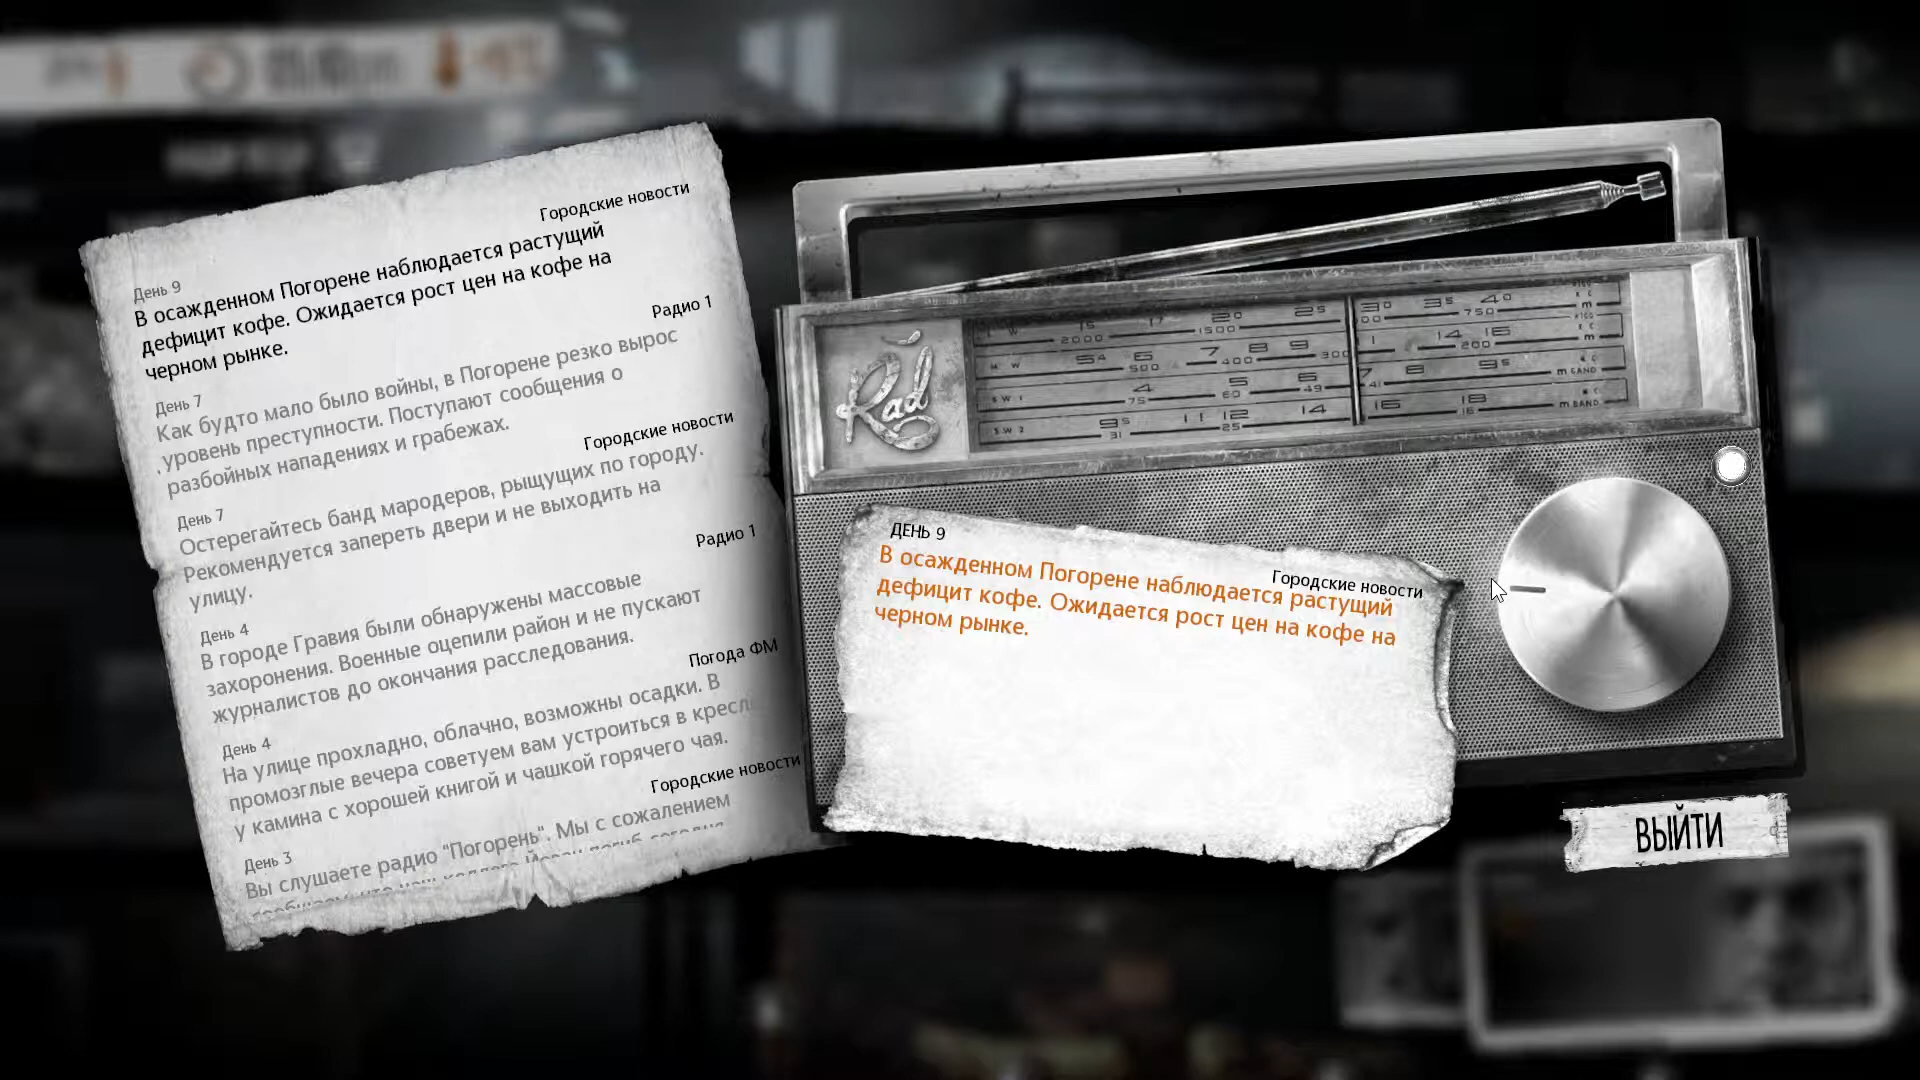 Городские новости
День 9
В осажденном Погорене наблюдается растущий
дефицит кофе. Ожидается рост цен на кофе на
черном рынке.
Радио 1
День 7
Как будто мало было войны, в Погорене резко вырос
уровень преступности. Поступают сообщения о
разбойных нападениях и грабежах.
Городские новости
День 7
Остерегайтесь банд мародеров, рыщущих по городу.
Рекомендуется запереть двери и не выходить на
улицу.
Радио 1
День 4
В городе Гравия были обнаружены массовые
захоронения. Военные оцепили район и не пускают
журналистов до окончания расследования.
Погода ФМ
День 4
На улице прохладно, облачно, возможны осадки. В
промозглые вечера советуем вам устроиться в кресл
у камина с хорошей книгой и чашкой горячего чая.
Городские новости
День 3
Вы слушаете радио "Погорень". Мы с сожалением
Rad
ДЕНЬ 9
Городские новости
В осажденном Погорене наблюдается растущий
дефицит кофе. Ожидается рост цен на кофе на
черном рынке.
ВЫЙТИ